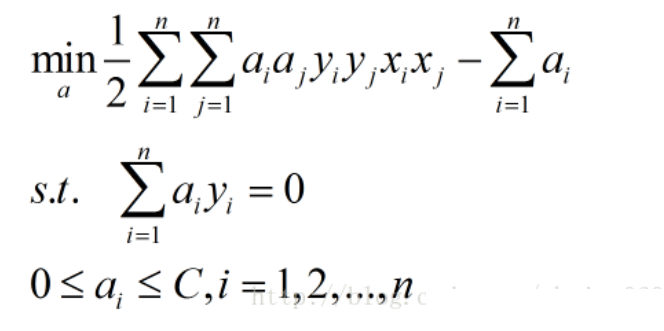 min_a 1/2 ∑_{i=1}^{n} ∑_{j=1}^{n} a_i a_j y_i y_j x_i x_j − ∑_{i=1}^{n} a_i
s.t. ∑_{i=1}^{n} a_i y_i = 0
0 ≤ a_i ≤ C, i = 1,2,...,n